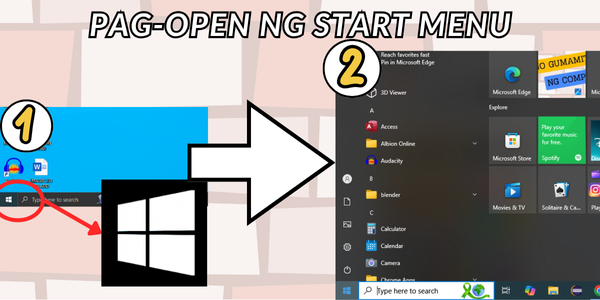 PAG-OPEN NG START MENU
1
Type here to search
2
Reach favorites fast
Pin in Microsoft Edge
3D Viewer
A
Access
Albion Online
Audacity
B
blender
C
Calculator
Calendar
Camera
Chrome Apps
Type here to search
Microsoft Edge
NG COMP
Explore
Microsoft Store
Play your
favorite music
for free.
Spotify
Movies & TV
Solitaire & Ca...